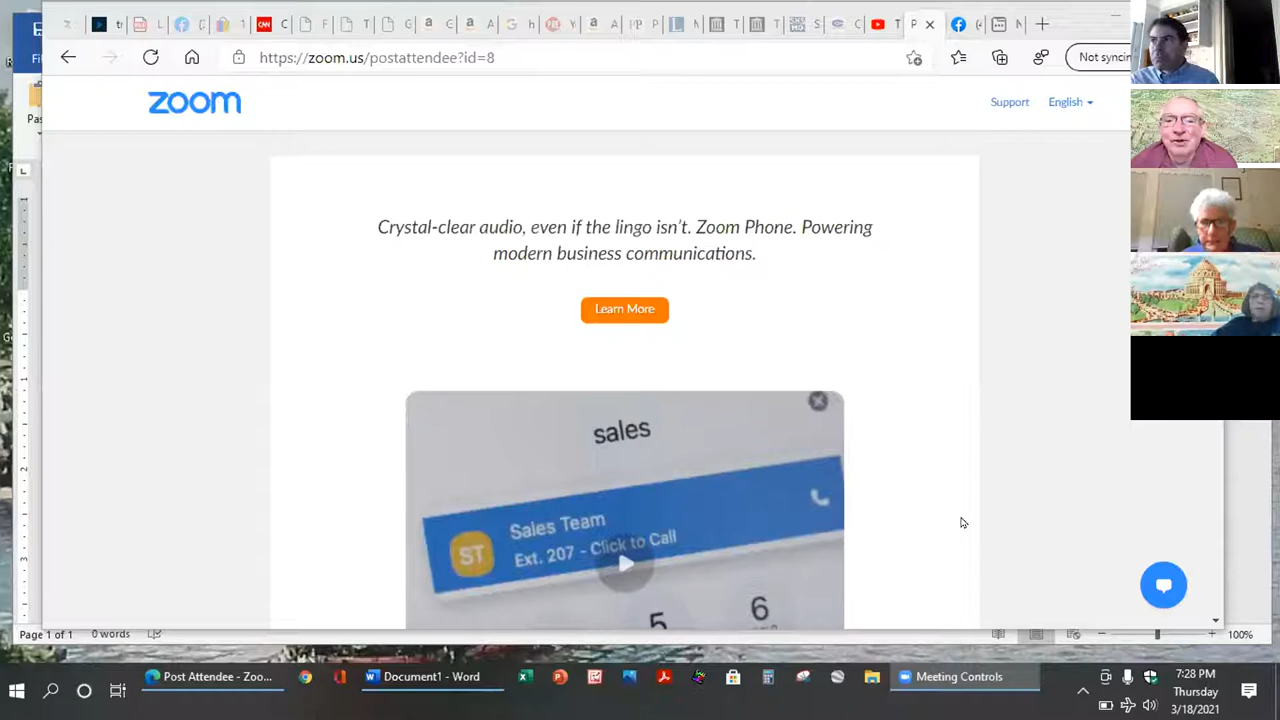 https://zoom.us/postattendee?id=8
Not syncin
zoom
Support
English
Crystal-clear audio, even if the lingo isn't. Zoom Phone. Powering
modern business communications.
Learn More
sales
ST
Sales Team
Ext. 207 - Click to Call
5
6
Page 1 of 1
0 words
100%
Post Attendee - Zoo...
Document1 - Word
Meeting Controls
7:28 PM
Thursday
3/18/2021